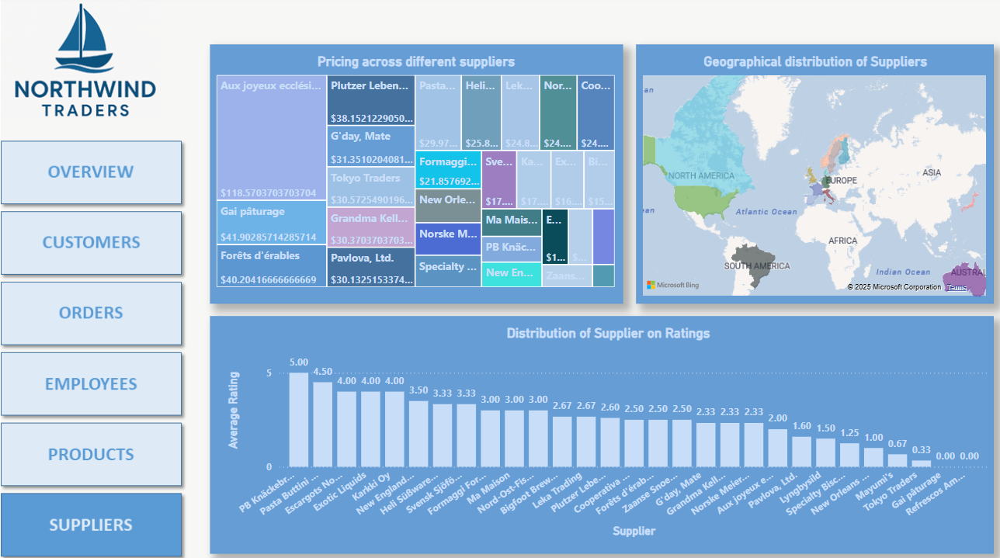 NORTHWIND
TRADERS
OVERVIEW
CUSTOMERS
ORDERS
EMPLOYEES
PRODUCTS
SUPPLIERS
Pricing across different suppliers
Aux joyeux ecclési...
$118.5703703703704
Gai pâturage
$41.90285714285714
Forêts d'érables
$40.20416666666669
Plutzer Leben...
$38.1521229050...
G'day, Mate
$31.3510204081...
Tokyo Traders
$30.5725490196...
Grandma Kell...
$30.3703703703...
Pavlova, Ltd.
$30.1325153374...
Pasta...
$29.97...
Heli...
$25.8...
Lek...
$24.8...
Nor...
$24....
Coo...
$24....
Formaggi...
$21.857692...
New Orle...
Norske M...
Specialty ...
Sve...
$17....
Ka...
$17....
Ex...
$16....
Bi...
$15....
Ma Mais...
PB Knäc...
New En...
E...
$1...
$...
Zaans...
Geographical distribution of Suppliers
an
NORTH AMERICA
EUROPE
ASIA
ean
Atlantic Ocean
AFRICA
SOUTH AMERICA
Indian Ocean
AUSTRAL
Microsoft Bing
© 2025 Microsoft Corporation Terms
Distribution of Supplier on Ratings
Average Rating
5
0
5.00
4.50
4.00
4.00
4.00
3.50
3.33
3.33
3.00
3.00
3.00
2.67
2.67
2.60
2.50
2.50
2.50
2.33
2.33
2.33
2.00
1.60
1.50
1.25
1.00
0.67
0.33
0.00
0.00
PB Knäckebr...
Pasta Buttini ...
Escargots No...
Exotic Liquids
Karkki Oy
New England...
Heli Süßware...
Svensk Sjöfö...
Formaggi For...
Ma Maison
Nord-Ost-Fis...
Bigfoot Brew...
Leka Trading
Plutzer Lebe...
Cooperativa ...
Forêts d'érab...
Zaanse Snoe...
G'day, Mate
Grandma Kell...
Norske Meier...
Aux joyeux e...
Pavlova, Ltd.
Lyngbysild
Specialty Bisc...
New Orleans ...
Mayumi's
Tokyo Traders
Gai pâturage
Refrescos Am...
Supplier